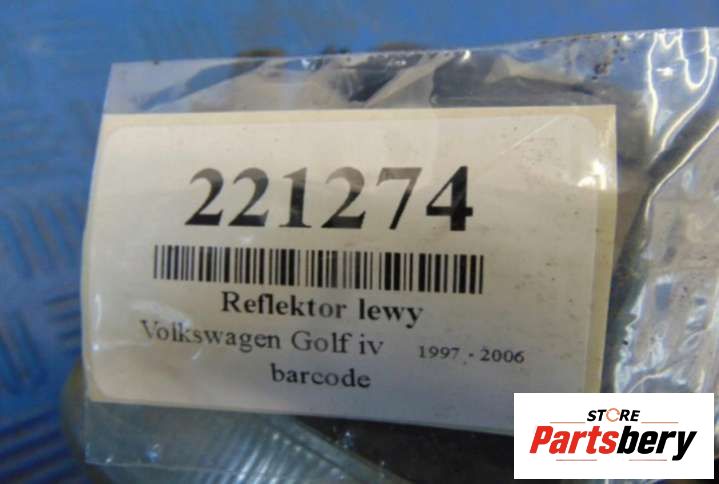 221274
Reflektor lewy
Volkswagen Golf iv 1997 - 2006
barcode
STORE
Partsbery